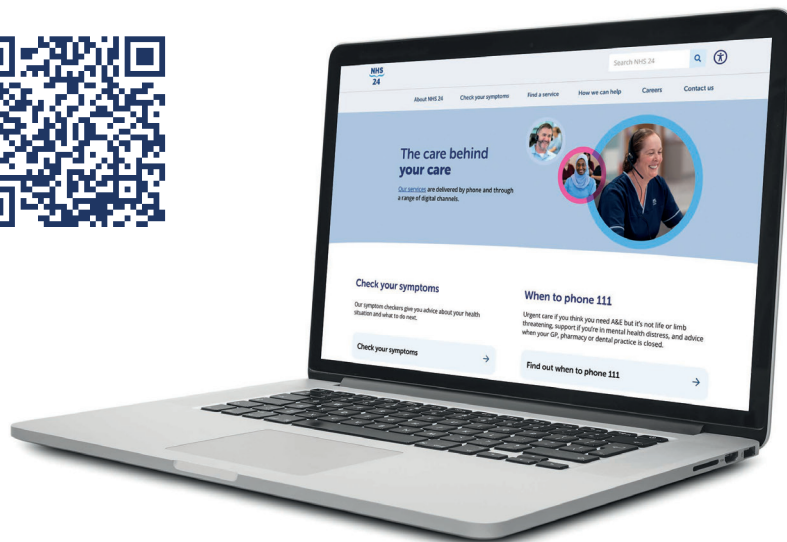 NHS
24
Search NHS 24
About NHS 24 Check your symptoms Find a service How we can help Careers Contact us
The care behind
your care
Our services are delivered by phone and through
a range of digital channels.
Check your symptoms
Our symptom checkers give you advice about your health
situation and what to do next.
Check your symptoms
When to phone 111
Urgent care if you think you need A&E but it's not life or limb
threatening, support if you're in mental health distress, and advice
when your GP, pharmacy or dental practice is closed.
Find out when to phone 111